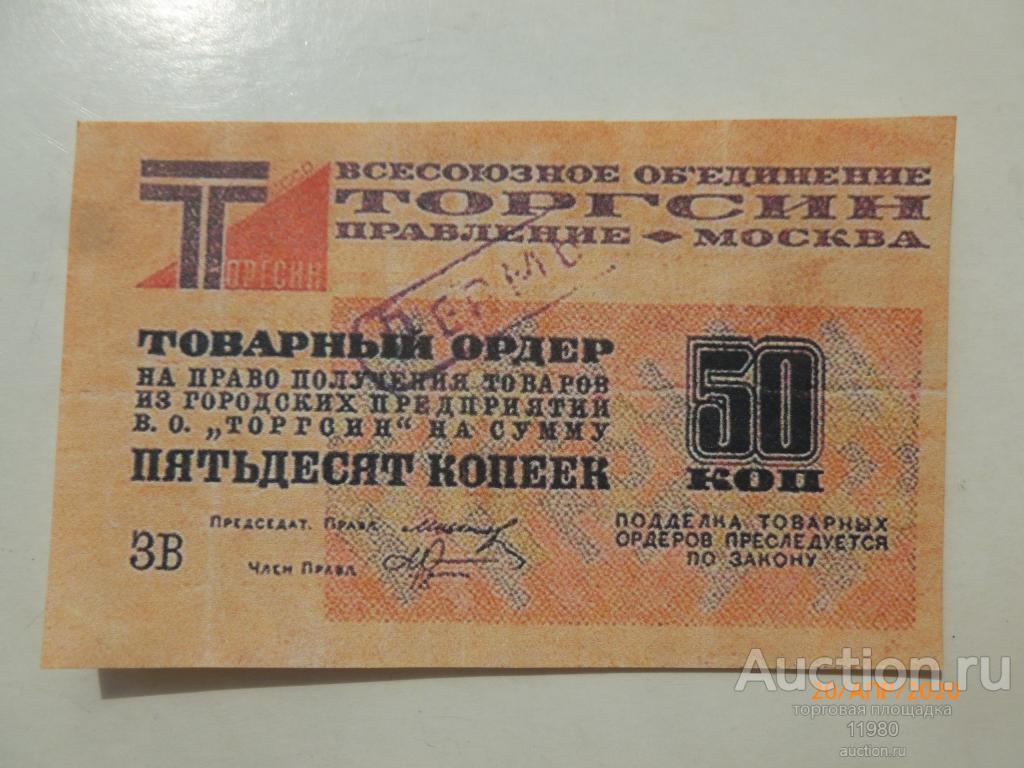 ВСЕСОЮЗНОЕ ОБ'ЕДИНЕНИЕ
ТОРГСИН
ПРАВЛЕНИЕ МОСКВА
ТОРГСИН
ТОВАРНЫЙ ОРДЕР
НА ПРАВО ПОЛУЧЕНИЯ ТОВАРОВ
ИЗ ГОРОДСКИХ ПРЕДПРИЯТИЙ
В. О. „ТОРГСИН“ НА СУММУ
ПЯТЬДЕСЯТ КОПЕЕК
50
КОП
ПРЕДСЕДАТ. ПРАВЛ.
ЗВ
ЧЛЕН ПРАВЛ.
ПОДДЕЛКА ТОВАРНЫХ
ОРДЕРОВ ПРЕСЛЕДУЕТСЯ
ПО ЗАКОНУ
Auction.ru
20/АПР/2020
торговая площадка
11980
auction.ru